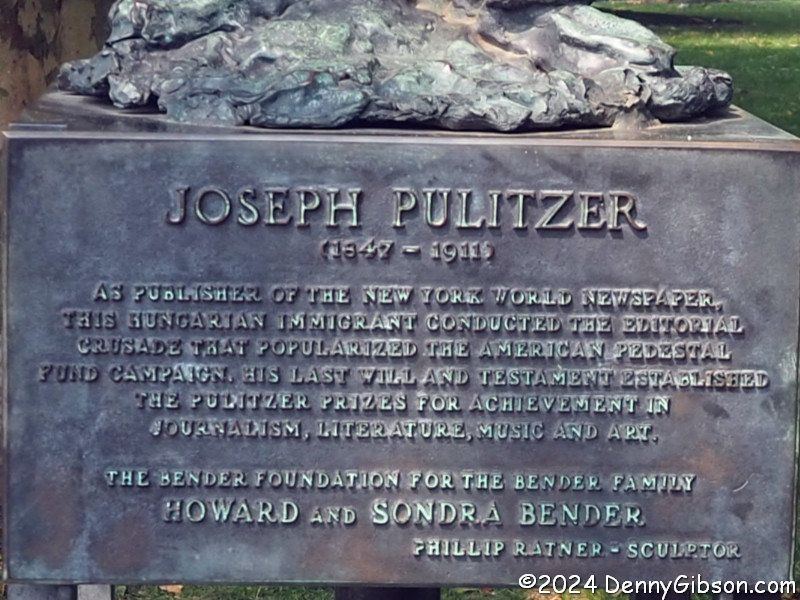 JOSEPH PULITZER
(1847 – 1911)
AS PUBLISHER OF THE NEW YORK WORLD NEWSPAPER,
THIS HUNGARIAN IMMIGRANT CONDUCTED THE EDITORIAL
CRUSADE THAT POPULARIZED THE AMERICAN PEDESTAL
FUND CAMPAIGN. HIS LAST WILL AND TESTAMENT ESTABLISHED
THE PULITZER PRIZES FOR ACHIEVEMENT IN
JOURNALISM, LITERATURE, MUSIC AND ART.
THE BENDER FOUNDATION FOR THE BENDER FAMILY
HOWARD AND SONDRA BENDER
PHILLIP RATNER - SCULPTOR
©2024 DennyGibson.com